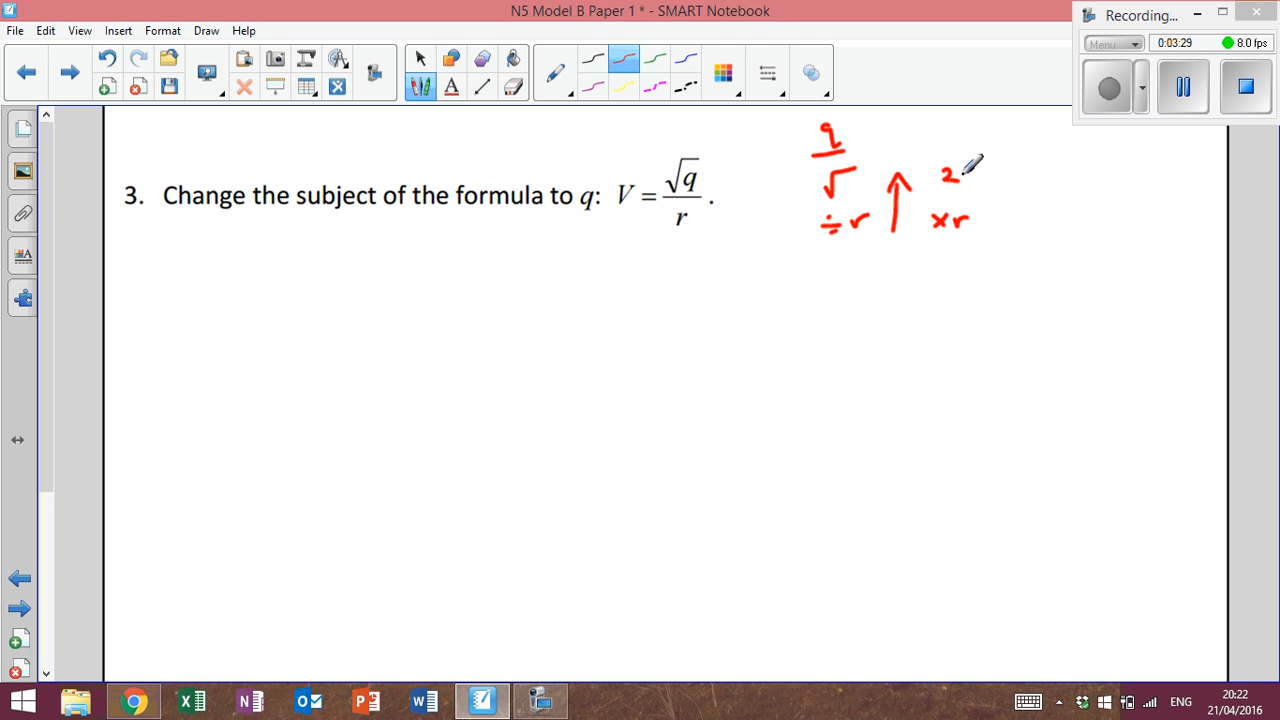 N5 Model B Paper 1 * - SMART Notebook
Recording...
File Edit View Insert Format Draw Help
Menu 0:03:29 8.0 fps
3. Change the subject of the formula to q: V = √q / r .
q
√ 2
÷ r ↑ × r
ENG 20:22
21/04/2016